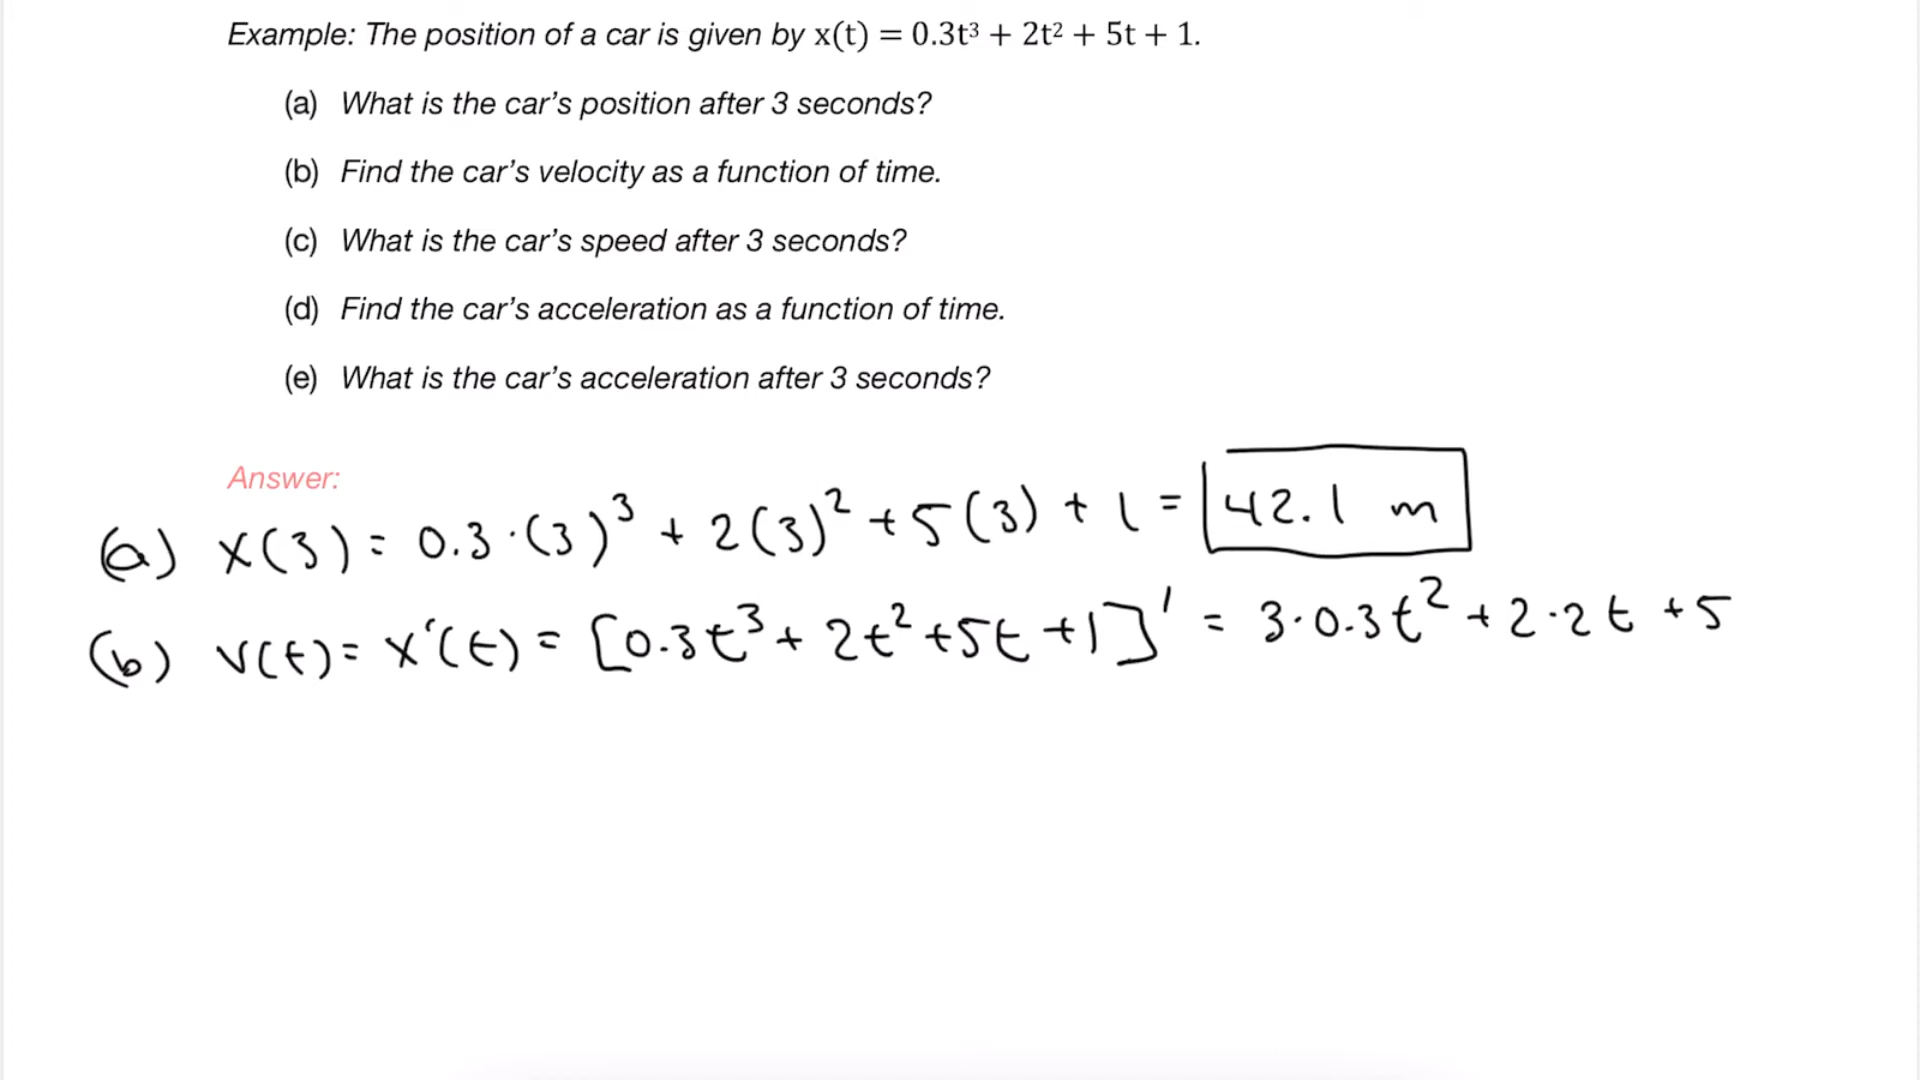 Example: The position of a car is given by x(t) = 0.3t³ + 2t² + 5t + 1.
(a) What is the car's position after 3 seconds?
(b) Find the car's velocity as a function of time.
(c) What is the car's speed after 3 seconds?
(d) Find the car's acceleration as a function of time.
(e) What is the car's acceleration after 3 seconds?
Answer:
(a) x(3) = 0.3·(3)³ + 2(3)² + 5(3) + 1 = 42.1 m
(b) v(t) = x'(t) = [0.3t³ + 2t² + 5t + 1]' = 3·0.3t² + 2·2t + 5